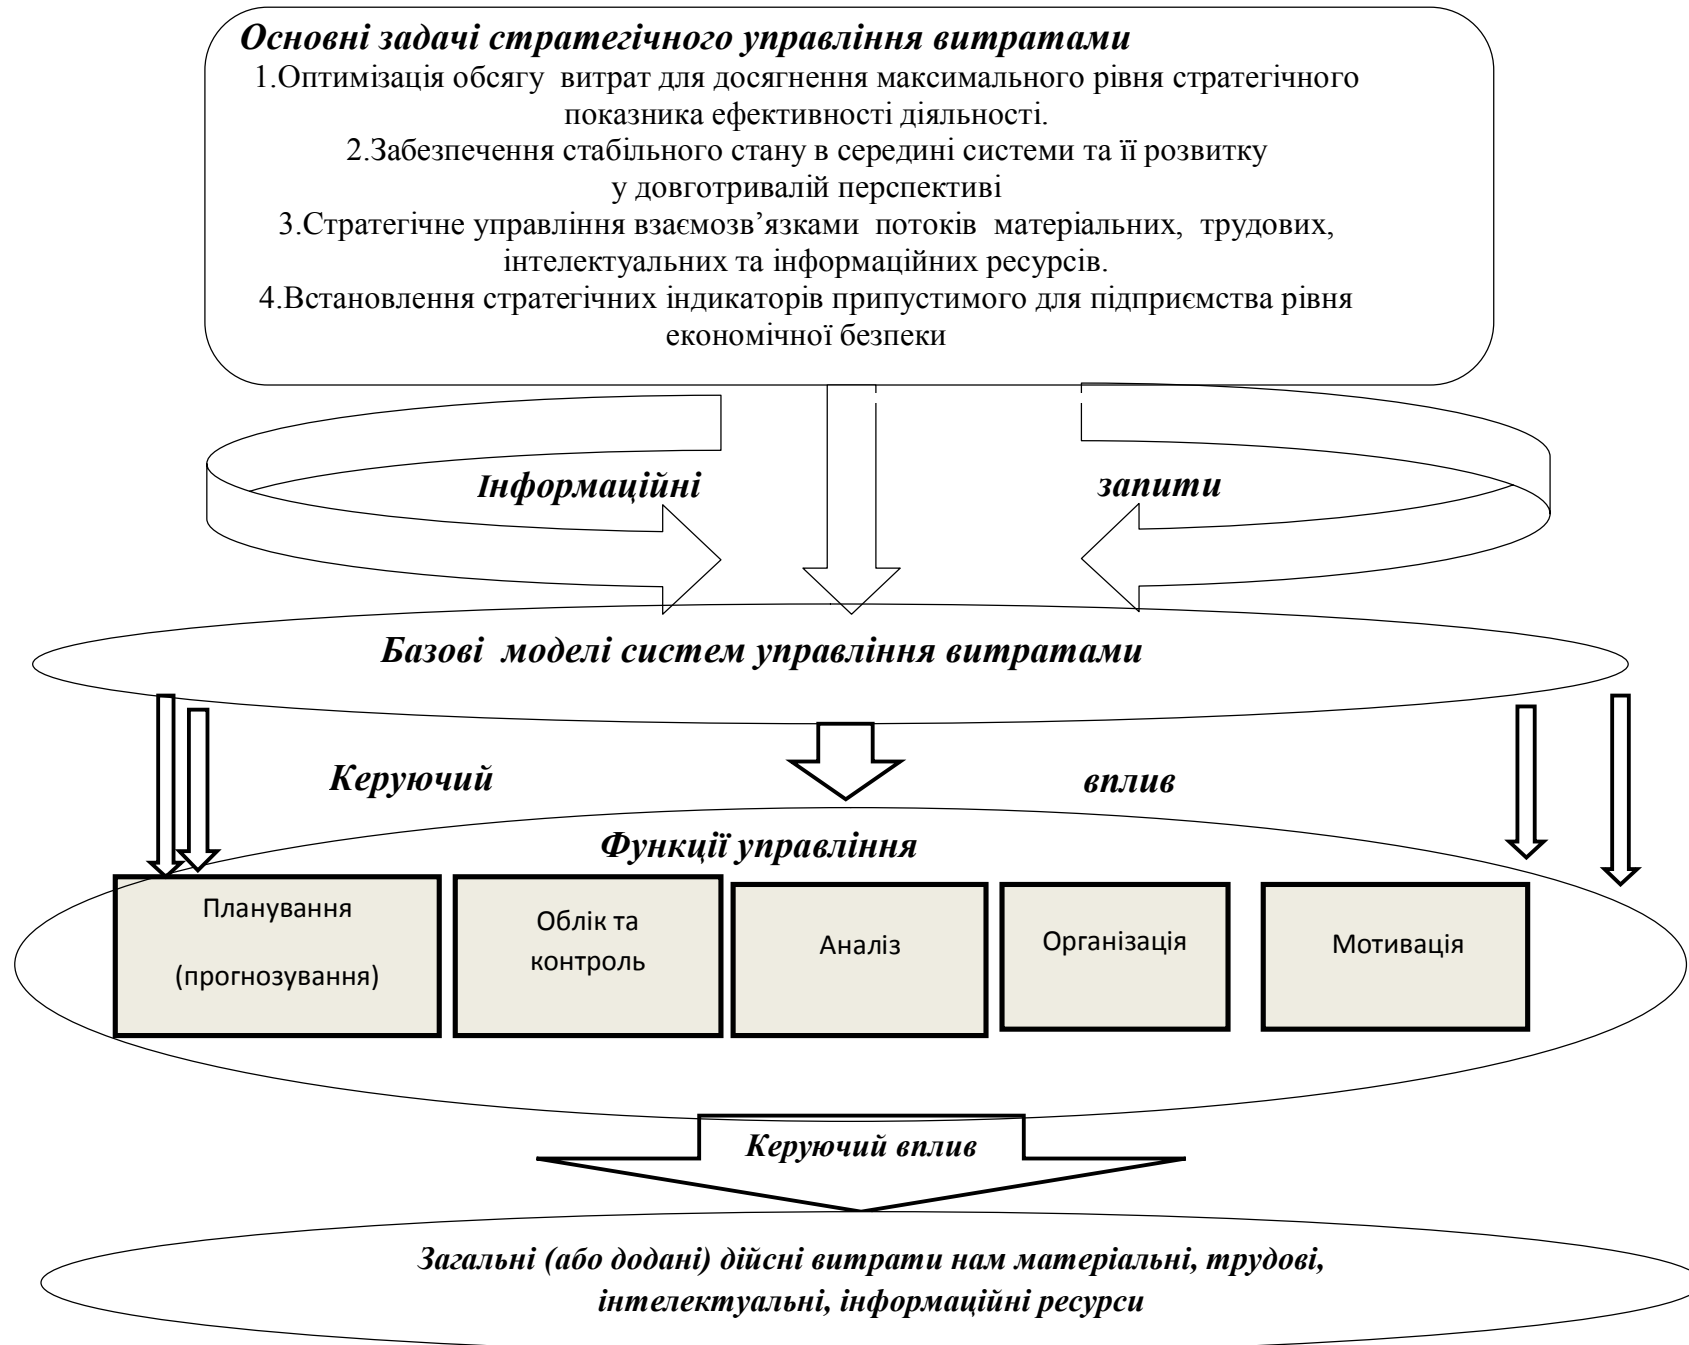 Основні задачі стратегічного управління витратами
1.Оптимізація обсягу витрат для досягнення максимального рівня стратегічного
показника ефективності діяльності.
2.Забезпечення стабільного стану в середині системи та її розвитку
у довготривалій перспективі
3.Стратегічне управління взаємозв’язками потоків матеріальних, трудових,
інтелектуальних та інформаційних ресурсів.
4.Встановлення стратегічних індикаторів припустимого для підприємства рівня
економічної безпеки
Інформаційні запити
Базові моделі систем управління витратами
Керуючий вплив
Функції управління
Планування
(прогнозування)
Облік та
контроль
Аналіз
Організація
Мотивація
Керуючий вплив
Загальні (або додані) дійсні витрати нам матеріальні, трудові,
інтелектуальні, інформаційні ресурси